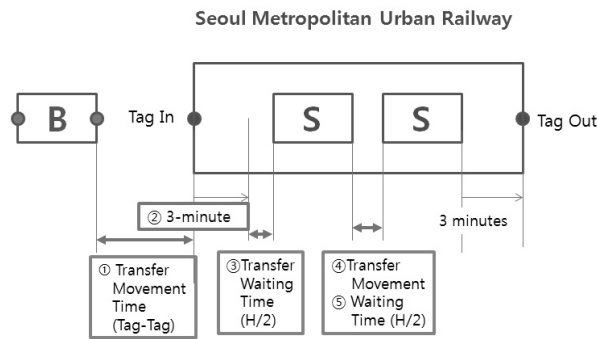 Seoul Metropolitan Urban Railway
B
Tag In
S
S
Tag Out
② 3-minute
3 minutes
① Transfer
Movement
Time
(Tag-Tag)
③Transfer
Waiting
Time
(H/2)
④Transfer
Movement
⑤ Waiting
Time (H/2)